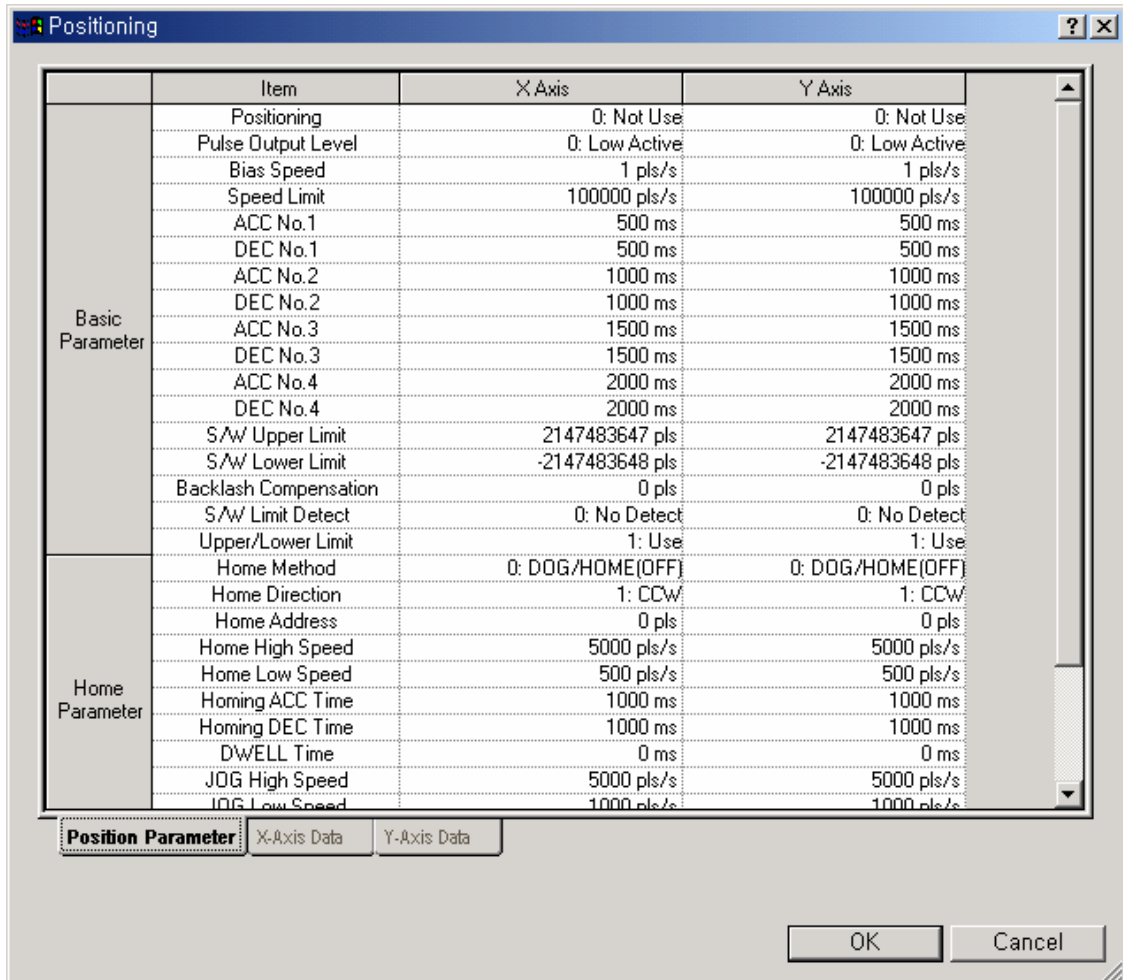 Positioning
Item X Axis Y Axis
Basic Parameter
Positioning 0: Not Use 0: Not Use
Pulse Output Level 0: Low Active 0: Low Active
Bias Speed 1 pls/s 1 pls/s
Speed Limit 100000 pls/s 100000 pls/s
ACC No.1 500 ms 500 ms
DEC No.1 500 ms 500 ms
ACC No.2 1000 ms 1000 ms
DEC No.2 1000 ms 1000 ms
ACC No.3 1500 ms 1500 ms
DEC No.3 1500 ms 1500 ms
ACC No.4 2000 ms 2000 ms
DEC No.4 2000 ms 2000 ms
S/W Upper Limit 2147483647 pls 2147483647 pls
S/W Lower Limit -2147483648 pls -2147483648 pls
Backlash Compensation 0 pls 0 pls
S/W Limit Detect 0: No Detect 0: No Detect
Upper/Lower Limit 1: Use 1: Use
Home Parameter
Home Method 0: DOG/HOME(OFF) 0: DOG/HOME(OFF)
Home Direction 1: CCW 1: CCW
Home Address 0 pls 0 pls
Home High Speed 5000 pls/s 5000 pls/s
Home Low Speed 500 pls/s 500 pls/s
Homing ACC Time 1000 ms 1000 ms
Homing DEC Time 1000 ms 1000 ms
DWELL Time 0 ms 0 ms
JOG High Speed 5000 pls/s 5000 pls/s
JOG Low Speed 1000 pls/s 1000 pls/s
Position Parameter X-Axis Data Y-Axis Data
OK Cancel